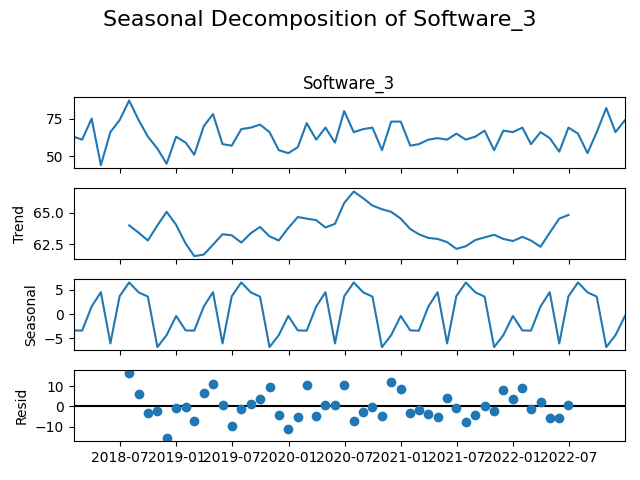 Seasonal Decomposition of Software_3
Software_3
75
50
Trend
65.0
62.5
Seasonal
5
0
−5
Resid
10
0
−10
2018-07 2019-01 2019-07 2020-01 2020-07 2021-01 2021-07 2022-01 2022-07